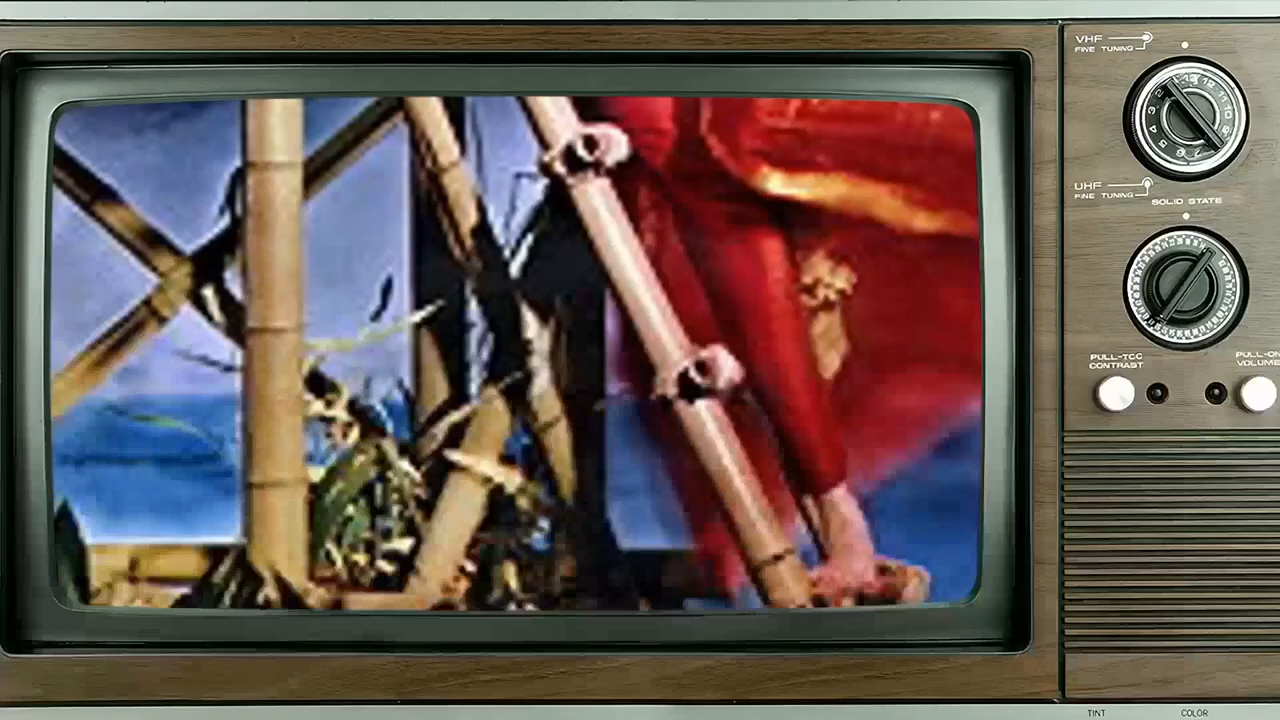 VHF
FINE TUNING
UHF
FINE TUNING
SOLID STATE
PULL-TCC
CONTRAST
PULL-ON
VOLUME
TINT
COLOR